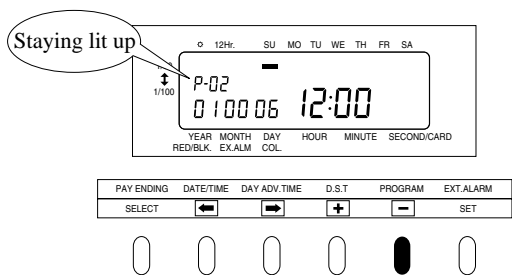 Staying lit up
12Hr. SU MO TU WE TH FR SA
1/100
P-02
01 00 06 12:00
YEAR MONTH DAY HOUR MINUTE SECOND/CARD
RED/BLK. EX.ALM COL.
PAY ENDING DATE/TIME DAY ADV.TIME D.S.T PROGRAM EXT.ALARM
SELECT + − SET